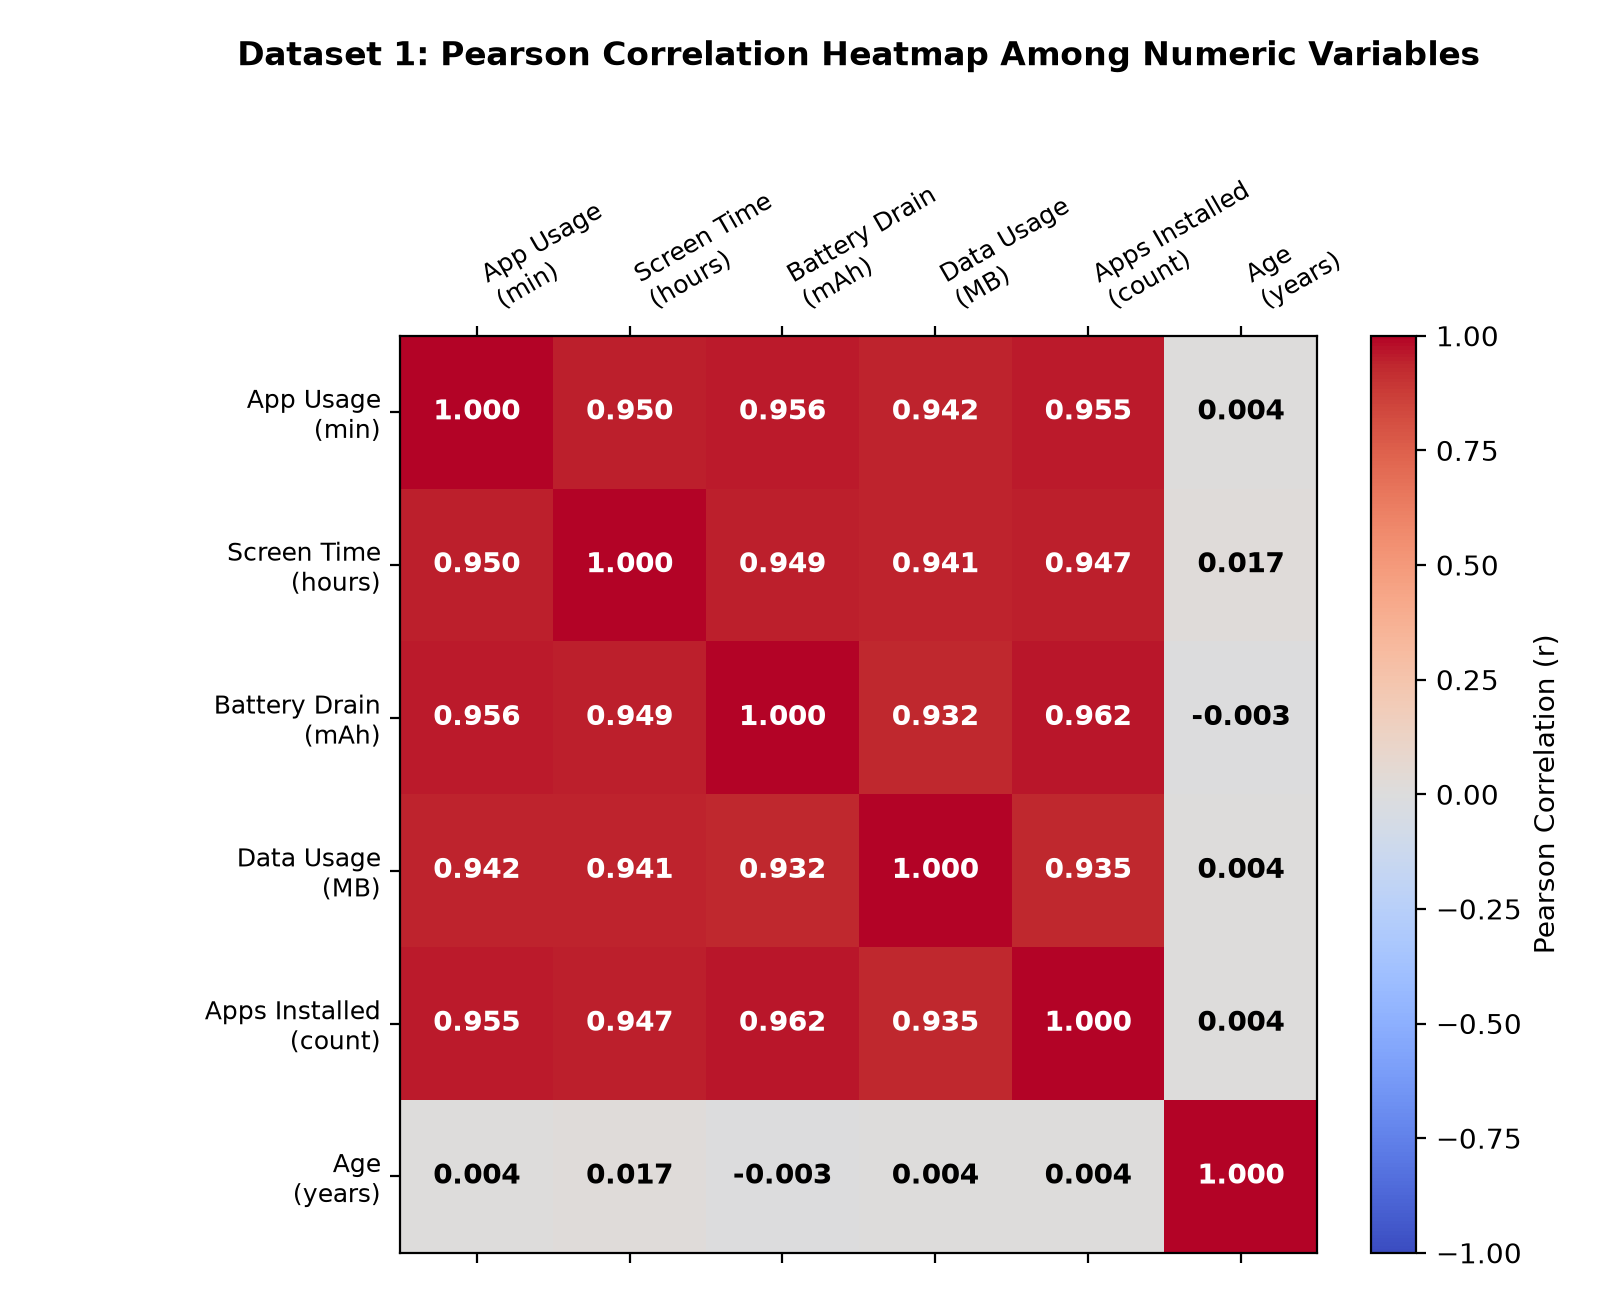 Dataset 1: Pearson Correlation Heatmap Among Numeric Variables
App Usage
(min)
Screen Time
(hours)
Battery Drain
(mAh)
Data Usage
(MB)
Apps Installed
(count)
Age
(years)
App Usage
(min)
1.000 0.950 0.956 0.942 0.955 0.004
Screen Time
(hours)
0.950 1.000 0.949 0.941 0.947 0.017
Battery Drain
(mAh)
0.956 0.949 1.000 0.932 0.962 -0.003
Data Usage
(MB)
0.942 0.941 0.932 1.000 0.935 0.004
Apps Installed
(count)
0.955 0.947 0.962 0.935 1.000 0.004
Age
(years)
0.004 0.017 -0.003 0.004 0.004 1.000
1.00
0.75
0.50
0.25
0.00
−0.25
−0.50
−0.75
−1.00
Pearson Correlation (r)